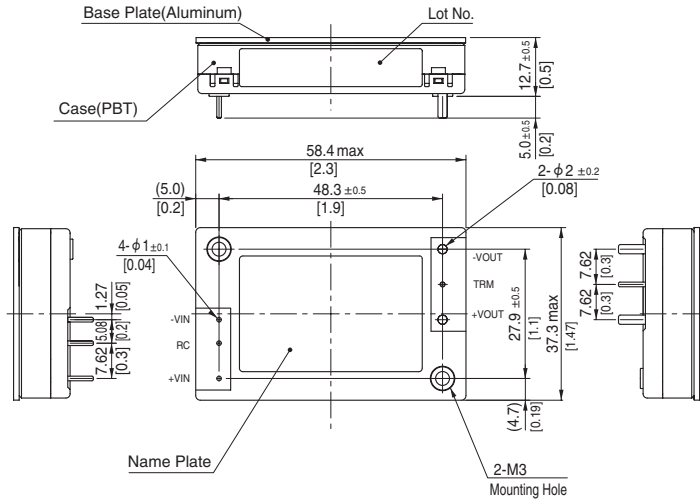 Base Plate(Aluminum)
Lot No.
Case(PBT)
12.7 ±0.5
[0.5]
5.0 ±0.5
[0.2]
58.4 max
[2.3]
(5.0)
[0.2]
48.3 ±0.5
[1.9]
2-φ2 ±0.2
[0.08]
4-φ1 ±0.1
[0.04]
1.27
[0.05]
5.08
[0.2]
7.62
[0.3]
-VIN
RC
+VIN
-VOUT
TRM
+VOUT
27.9 ±0.5
[1.1]
37.3 max
[1.47]
7.62
[0.3]
7.62
[0.3]
(4.7)
[0.19]
Name Plate
2-M3
Mounting Hole